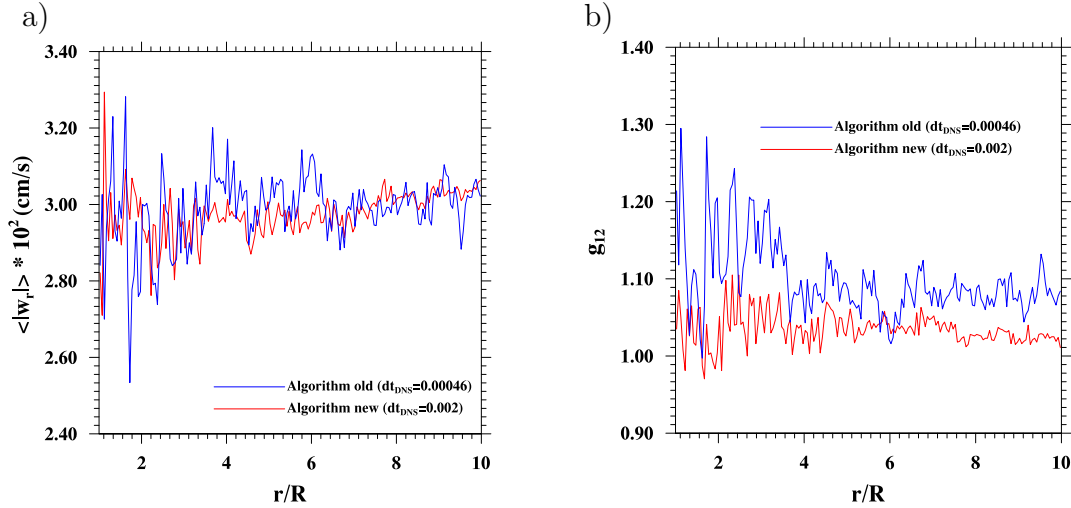 a)
3.40
3.20
3.00
2.80
2.60
2.40
<|w_r|> * 10^2 (cm/s)
Algorithm old (dt_DNS=0.00046)
Algorithm new (dt_DNS=0.002)
2 4 6 8 10
r/R
b)
1.40
1.30
1.20
1.10
1.00
0.90
g_12
Algorithm old (dt_DNS=0.00046)
Algorithm new (dt_DNS=0.002)
2 4 6 8 10
r/R